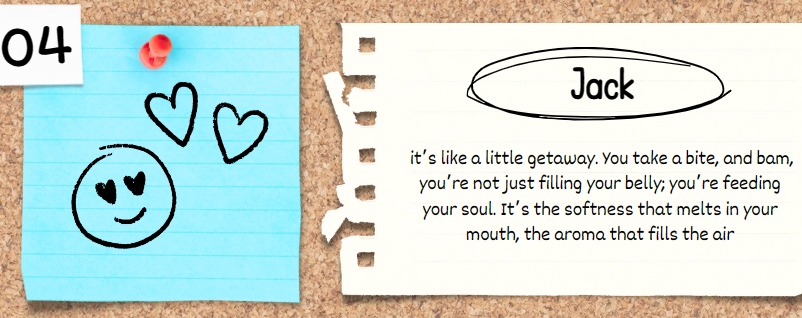 04
Jack
it's like a little getaway. You take a bite, and bam,
you're not just filling your belly; you're feeding
your soul. It's the softness that melts in your
mouth, the aroma that fills the air